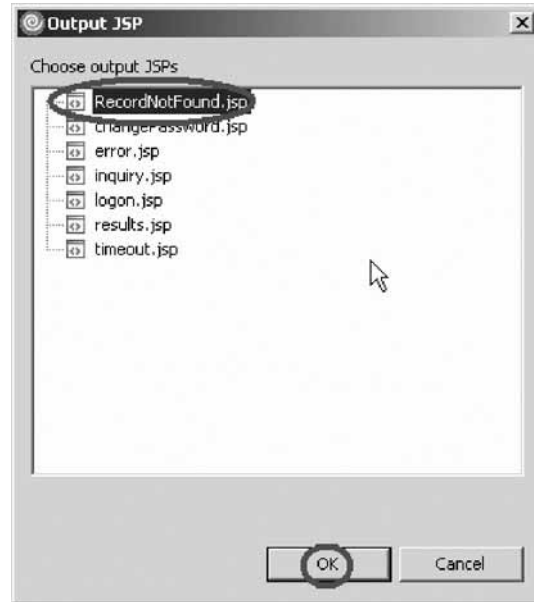 Output JSP
Choose output JSPs
RecordNotFound.jsp
changePassword.jsp
error.jsp
inquiry.jsp
logon.jsp
results.jsp
timeout.jsp
OK
Cancel